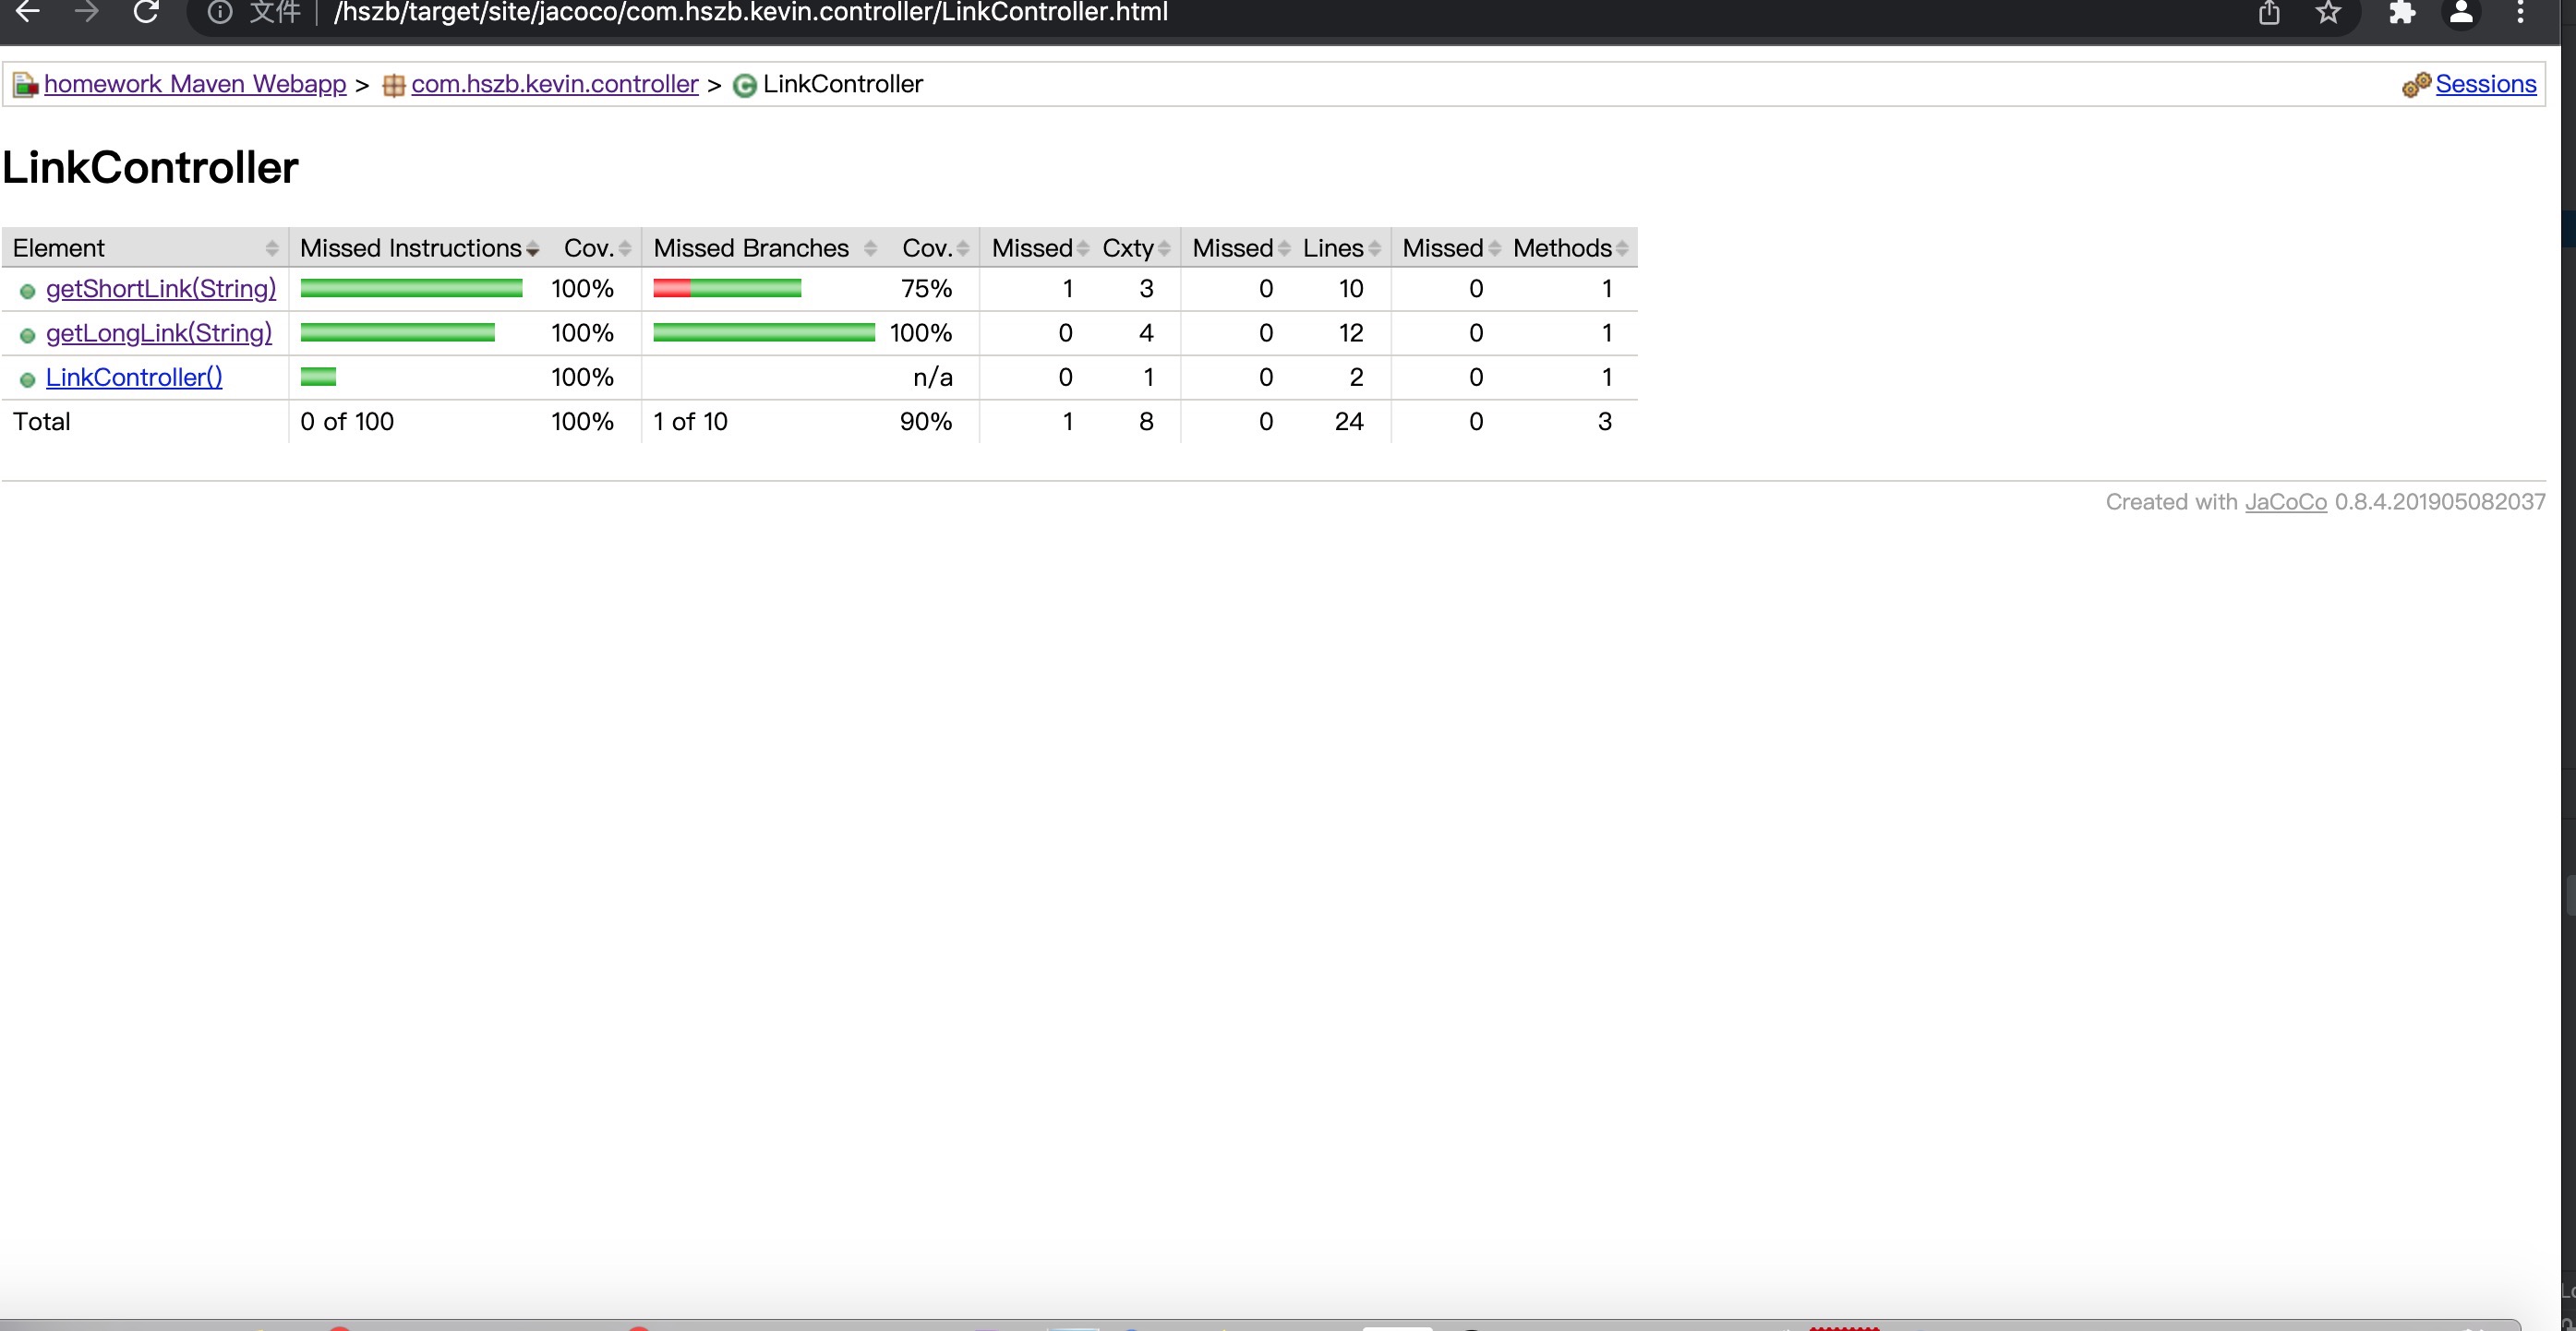 文件 /hszb/target/site/jacoco/com.hszb.kevin.controller/LinkController.html
homework Maven Webapp > com.hszb.kevin.controller > LinkController Sessions
LinkController
Element Missed Instructions Cov. Missed Branches Cov. Missed Cxty Missed Lines Missed Methods
getShortLink(String) 100% 75% 1 3 0 10 0 1
getLongLink(String) 100% 100% 0 4 0 12 0 1
LinkController() 100% n/a 0 1 0 2 0 1
Total 0 of 100 100% 1 of 10 90% 1 8 0 24 0 3
Created with JaCoCo 0.8.4.201905082037